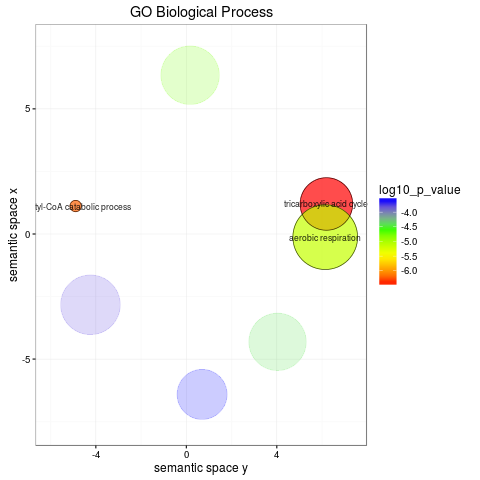 GO Biological Process
semantic space x
5
0
-5
tyl-CoA catabolic process
tricarboxylic acid cycle
aerobic respiration
-4
0
4
semantic space y
log10_p_value
-4.0
-4.5
-5.0
-5.5
-6.0